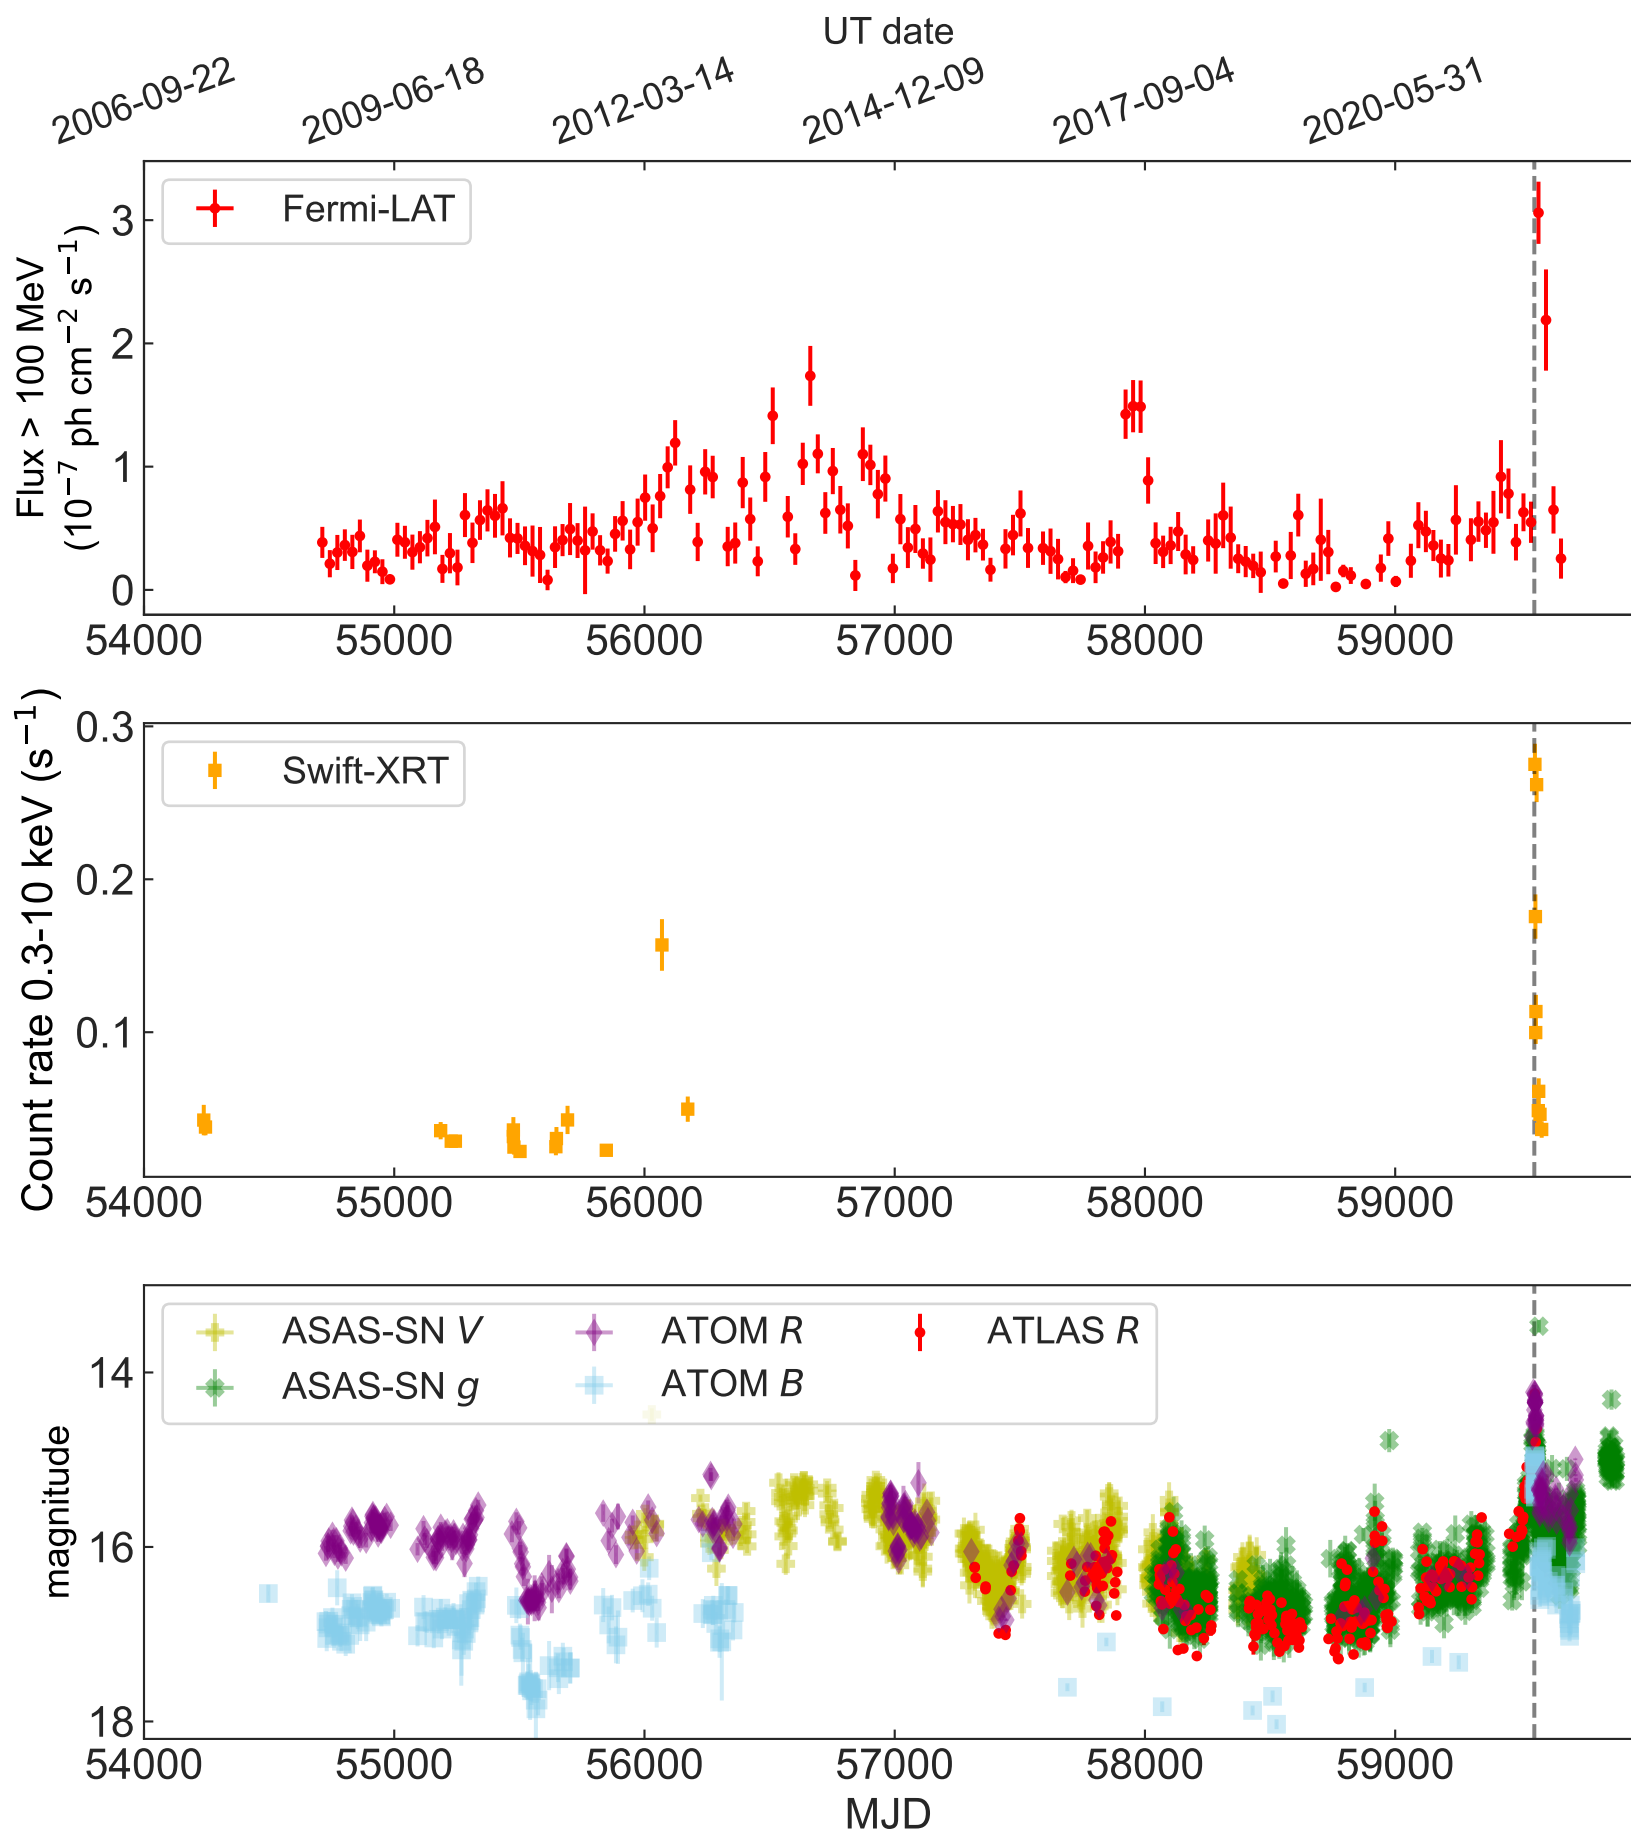 UT date
2006-09-22 2009-06-18 2012-03-14 2014-12-09 2017-09-04 2020-05-31
Fermi-LAT
Flux > 100 MeV
(10⁻⁷ ph cm⁻² s⁻¹)
3
2
1
0
54000 55000 56000 57000 58000 59000
Swift-XRT
Count rate 0.3-10 keV (s⁻¹)
0.3
0.2
0.1
54000 55000 56000 57000 58000 59000
ASAS-SN V ATOM R ATLAS R
ASAS-SN g ATOM B
magnitude
14
16
18
54000 55000 56000 57000 58000 59000
MJD